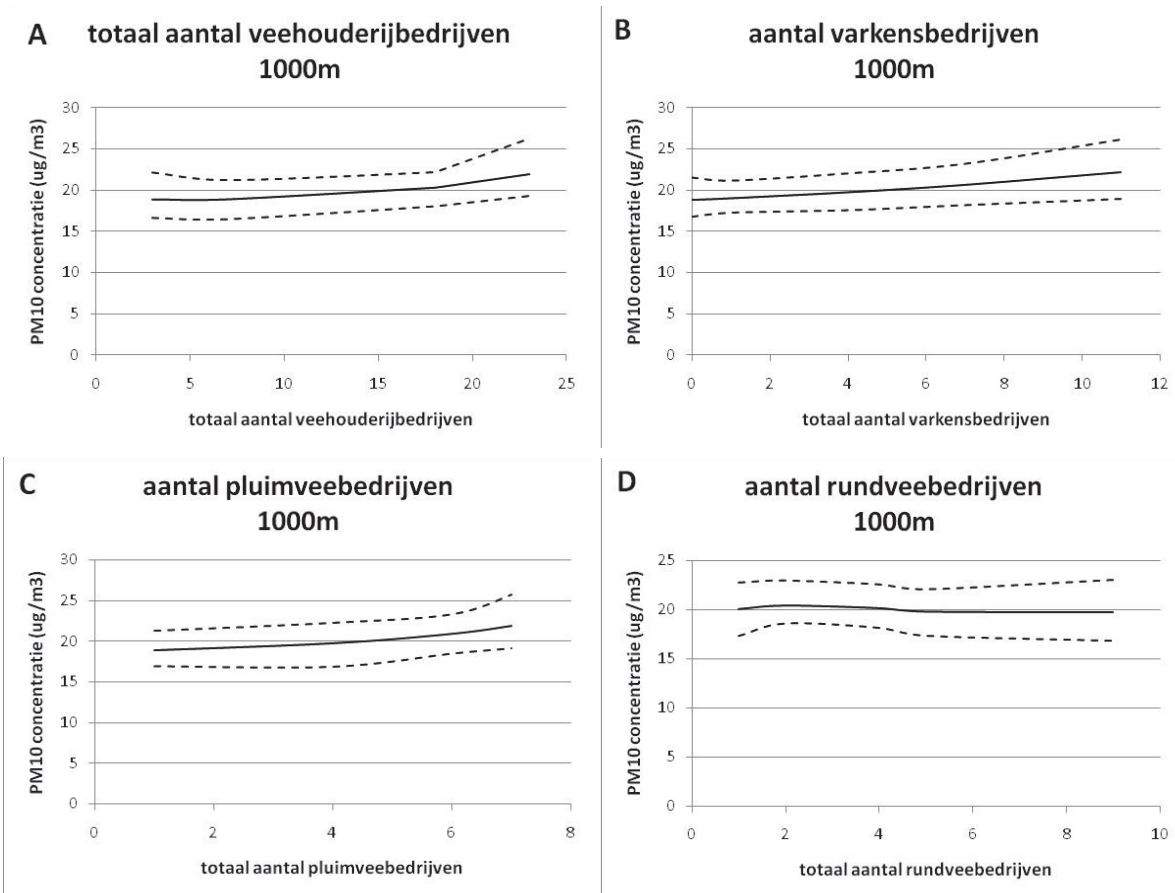 A
totaal aantal veehouderijbedrijven
1000m
PM10 concentratie (ug/m3)
30
25
20
15
10
5
0
0 5 10 15 20 25
totaal aantal veehouderijbedrijven
B
aantal varkensbedrijven
1000m
PM10 concentratie (ug/m3)
30
25
20
15
10
5
0
0 2 4 6 8 10 12
totaal aantal varkensbedrijven
C
aantal pluimveebedrijven
1000m
PM10 concentratie (ug/m3)
30
25
20
15
10
5
0
0 2 4 6 8
totaal aantal pluimveebedrijven
D
aantal rundveebedrijven
1000m
PM10 concentratie (ug/m3)
25
20
15
10
5
0
0 2 4 6 8 10
totaal aantal rundveebedrijven